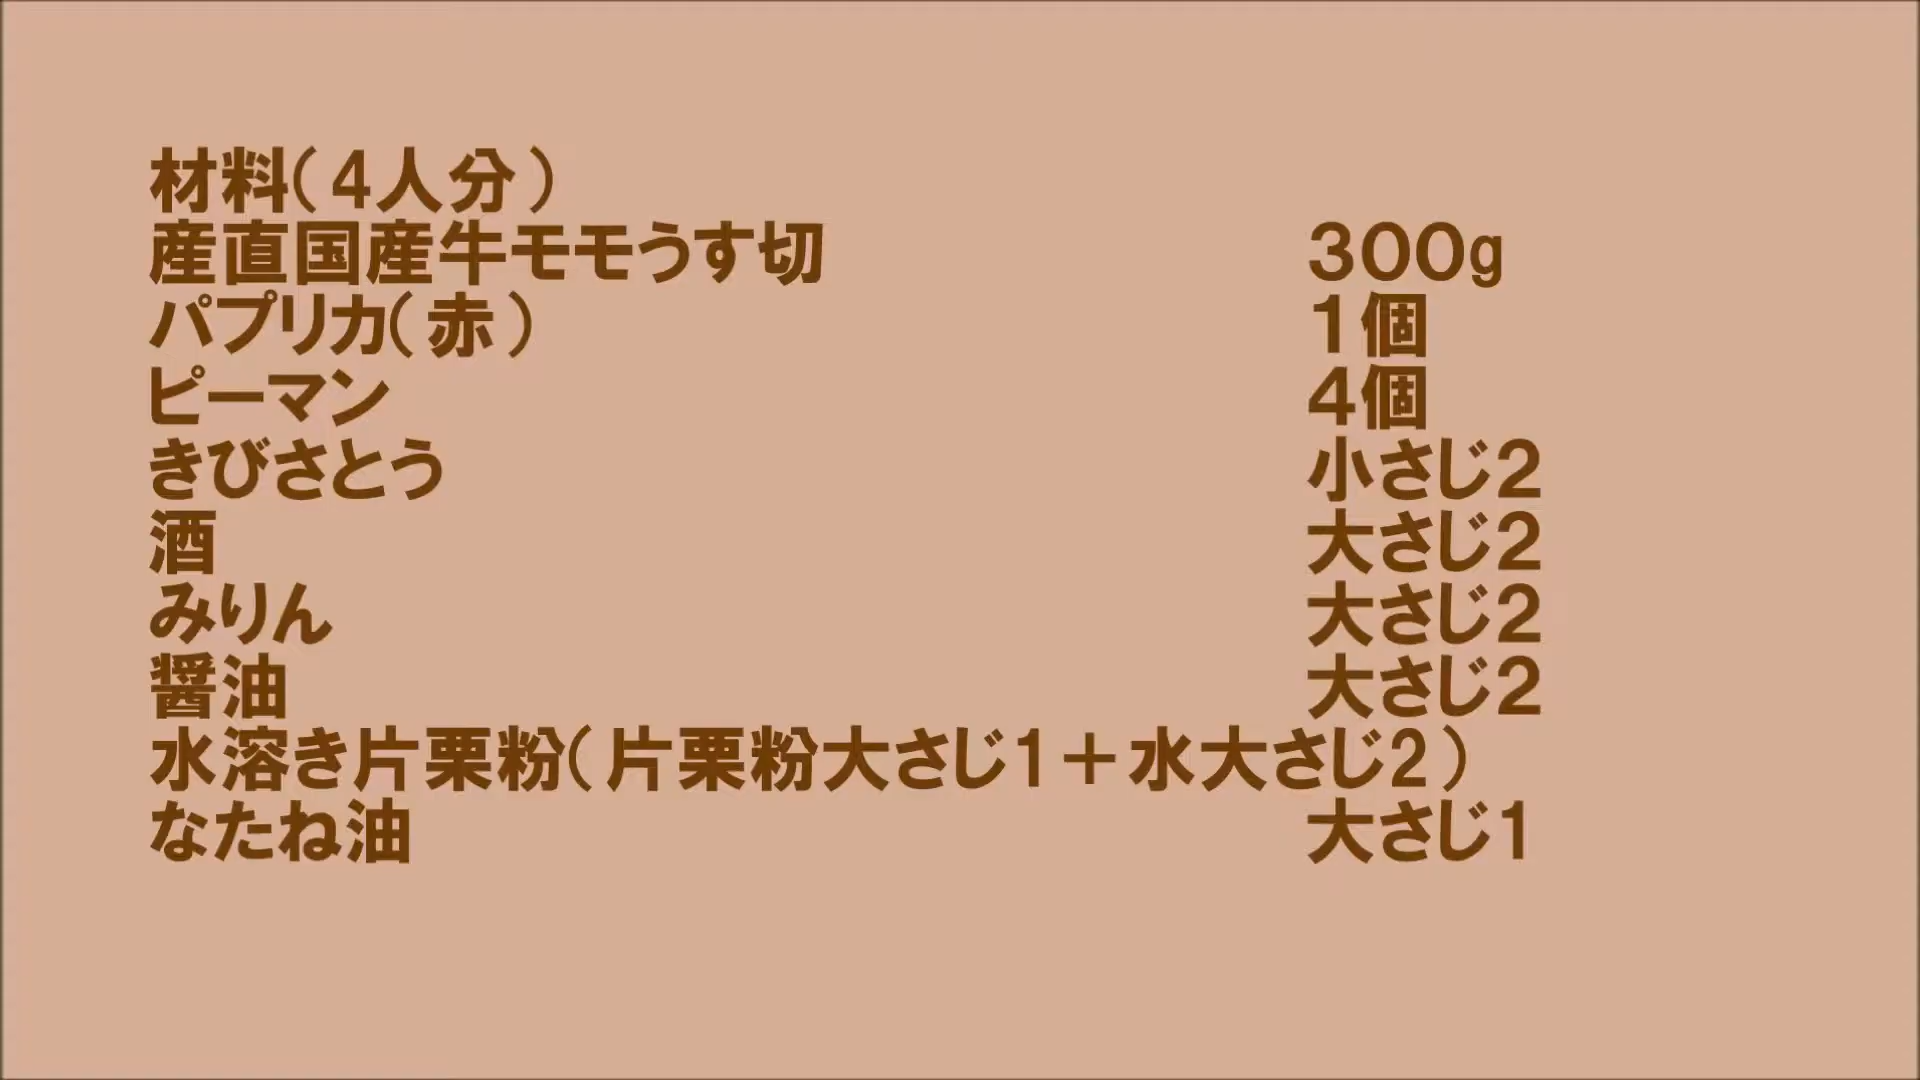 材料（4人分）
産直国産牛モモうす切 300g
パプリカ（赤） 1個
ピーマン 4個
きびさとう 小さじ2
酒 大さじ2
みりん 大さじ2
醤油 大さじ2
水溶き片栗粉（片栗粉大さじ1＋水大さじ2）
なたね油 大さじ1